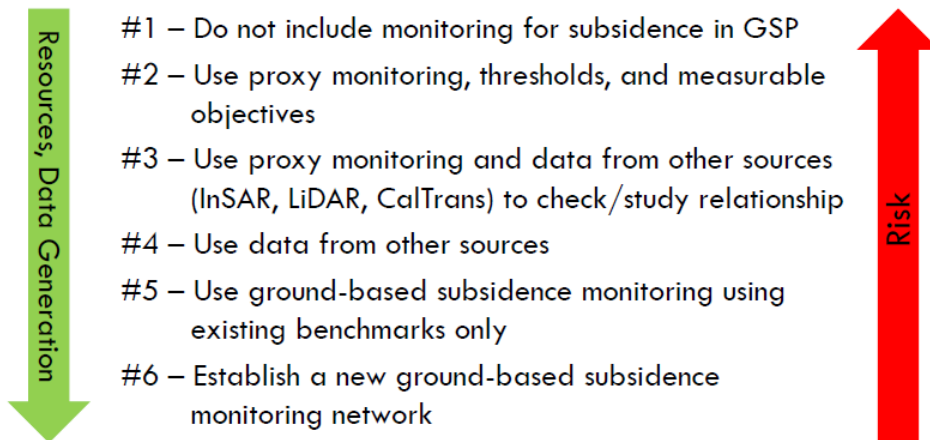 Resources, Data Generation
#1 – Do not include monitoring for subsidence in GSP
#2 – Use proxy monitoring, thresholds, and measurable
objectives
#3 – Use proxy monitoring and data from other sources
(InSAR, LiDAR, CalTrans) to check/study relationship
#4 – Use data from other sources
#5 – Use ground-based subsidence monitoring using
existing benchmarks only
#6 – Establish a new ground-based subsidence
monitoring network
Risk